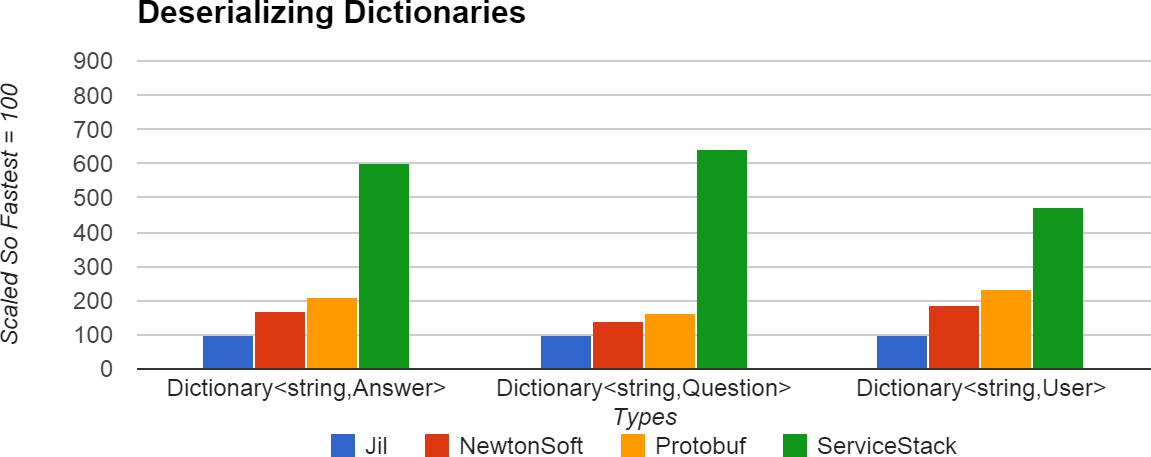 Deserializing Dictionaries
Scaled So Fastest = 100
900
800
700
600
500
400
300
200
100
0
Dictionary<string,Answer> Dictionary<string,Question> Dictionary<string,User>
Types
Jil NewtonSoft Protobuf ServiceStack